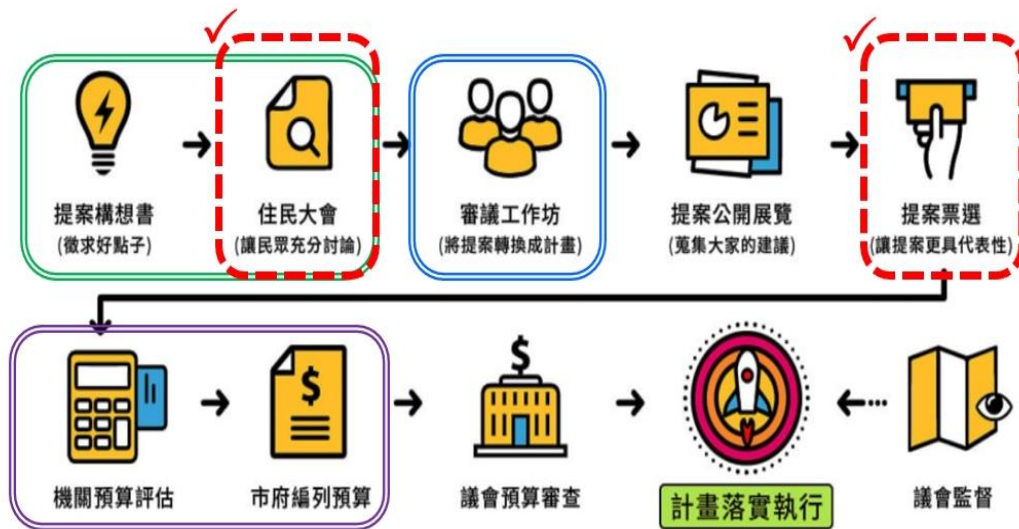 提案構想書
(徵求好點子)
住民大會
(讓民眾充分討論)
審議工作坊
(將提案轉換成計畫)
提案公開展覽
(蒐集大家的建議)
提案票選
(讓提案更具代表性)
機關預算評估
$
市府編列預算
$
議會預算審查
計畫落實執行
議會監督